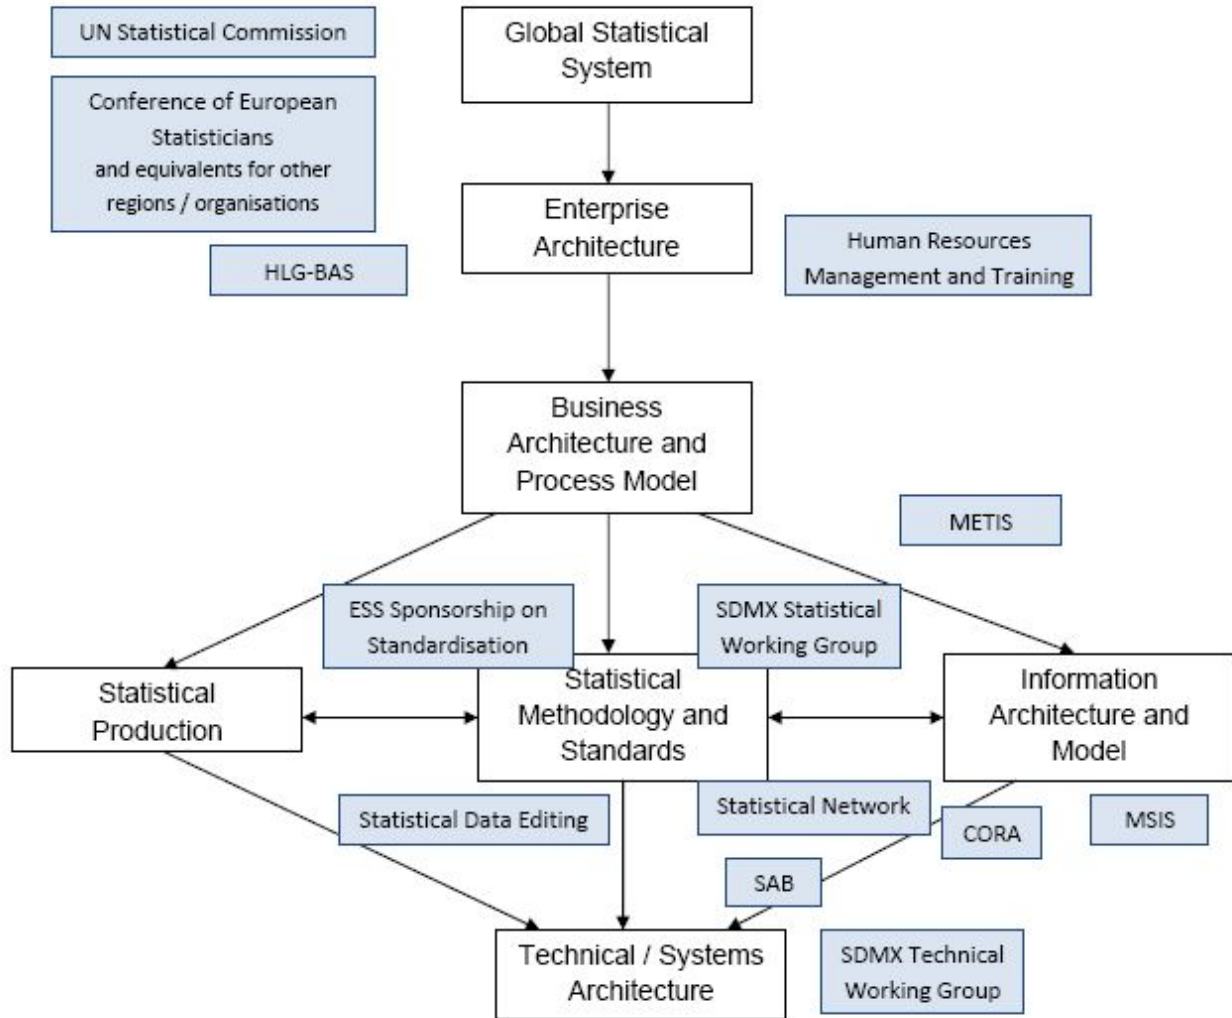 UN Statistical Commission
Global Statistical
System
Conference of European
Statisticians
and equivalents for other
regions / organisations
Enterprise
Architecture
Human Resources
Management and Training
HLG-BAS
Business
Architecture and
Process Model
METIS
ESS Sponsorship on
Standardisation
SDMX Statistical
Working Group
Statistical
Production
Statistical
Methodology and
Standards
Information
Architecture and
Model
Statistical Data Editing
Statistical Network
CORA
MSIS
SAB
Technical / Systems
Architecture
SDMX Technical
Working Group